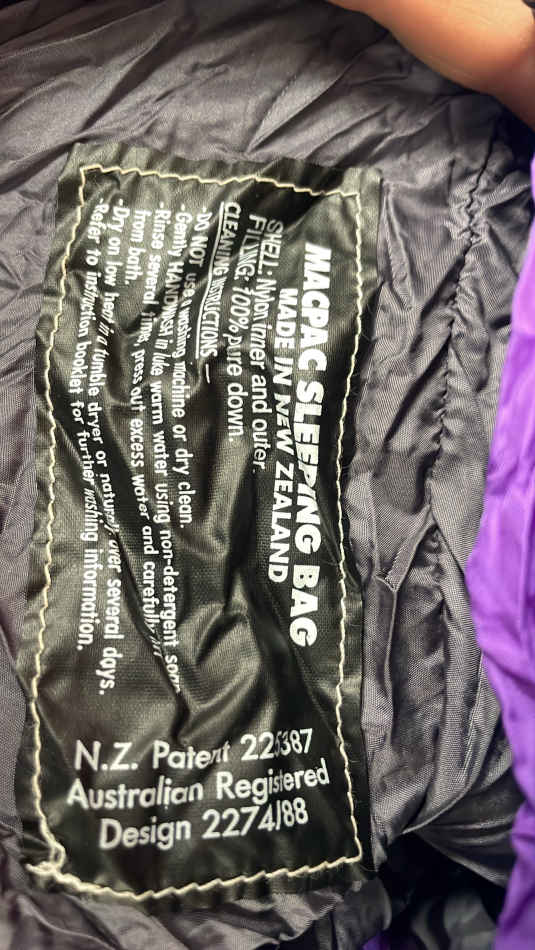 MACPAC SLEEPING BAG
MADE IN NEW ZEALAND
SHELL: Nylon inner and outer.
FILLING: 100% pure down.
CLEANING INSTRUCTIONS
-DO NOT use washing machine or dry clean.
-Gently HANDWASH in luke warm water using non-detergent soap
-Rinse several times, press out excess water and carefully
from bath.
-Dry on low heat in a tumble dryer or natural, over several days.
-Refer to instruction booklet for further washing information.
N.Z. Patent 225387
Australian Registered
Design 2274/88